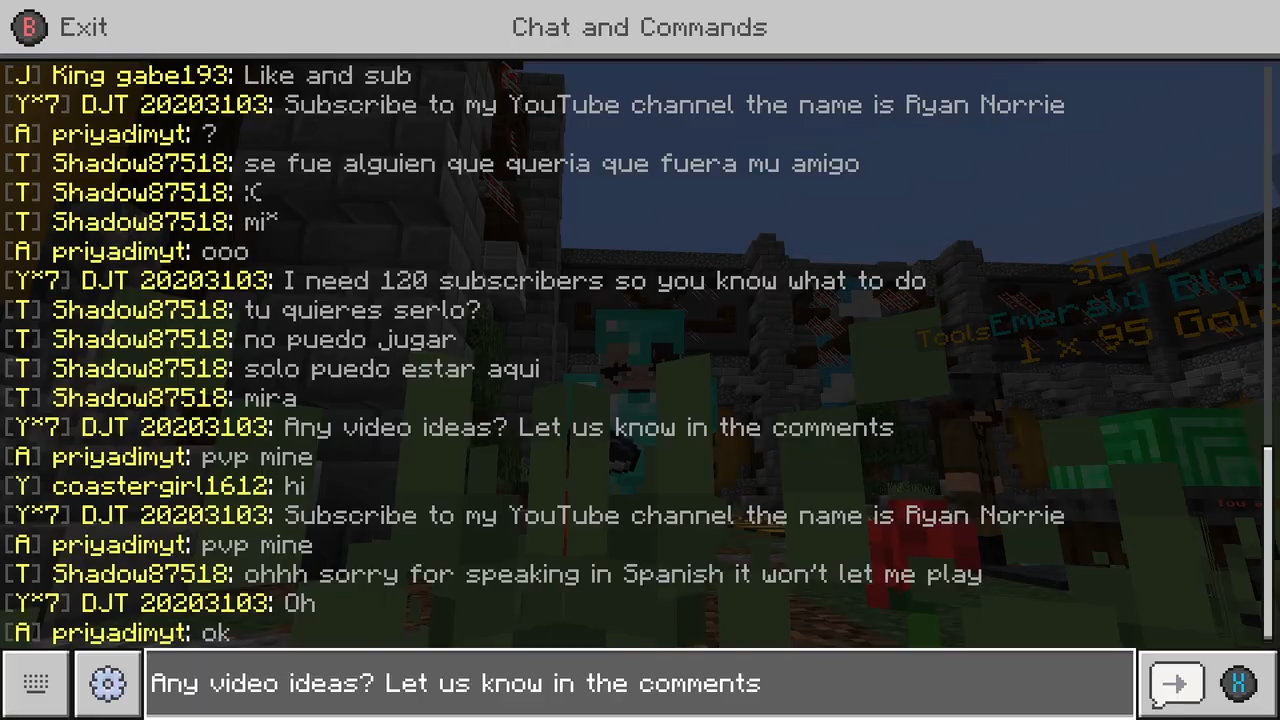 B Exit
Chat and Commands
[J] King gabe193: Like and sub
[Y*7] DJT 20203103: Subscribe to my YouTube channel the name is Ryan Norrie
[A] priyadimyt: ?
[T] Shadow87518: se fue alguien que queria que fuera mu amigo
[T] Shadow87518: :(
[T] Shadow87518: mi*
[A] priyadimyt: ooo
[Y*7] DJT 20203103: I need 120 subscribers so you know what to do
[T] Shadow87518: tu quieres serlo?
[T] Shadow87518: no puedo jugar
[T] Shadow87518: solo puedo estar aqui
[T] Shadow87518: mira
[Y*7] DJT 20203103: Any video ideas? Let us know in the comments
[A] priyadimyt: pvp mine
[Y] coastergirl1612: hi
[Y*7] DJT 20203103: Subscribe to my YouTube channel the name is Ryan Norrie
[A] priyadimyt: pvp mine
[T] Shadow87518: ohhh sorry for speaking in Spanish it won't let me play
[Y*7] DJT 20203103: Oh
[A] priyadimyt: ok
SELL
Emerald
1 x 95
Tools
Any video ideas? Let us know in the comments
X